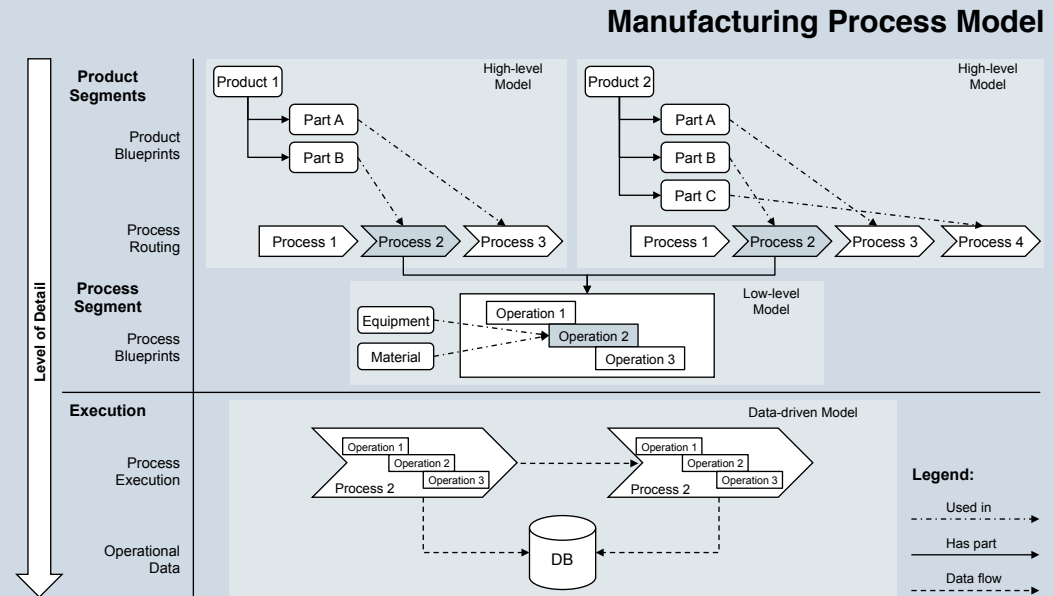 Manufacturing Process Model
Product
Segments
Product
Blueprints
Process
Routing
Process
Segment
Process
Blueprints
Level of Detail
Execution
Process
Execution
Operational
Data
High-level
Model
Product 1
Part A
Part B
Process 1
Process 2
Process 3
High-level
Model
Product 2
Part A
Part B
Part C
Process 1
Process 2
Process 3
Process 4
Low-level
Model
Equipment
Material
Operation 1
Operation 2
Operation 3
Data-driven Model
Operation 1
Operation 2
Operation 3
Process 2
Operation 1
Operation 2
Operation 3
Process 2
DB
Legend:
Used in
Has part
Data flow